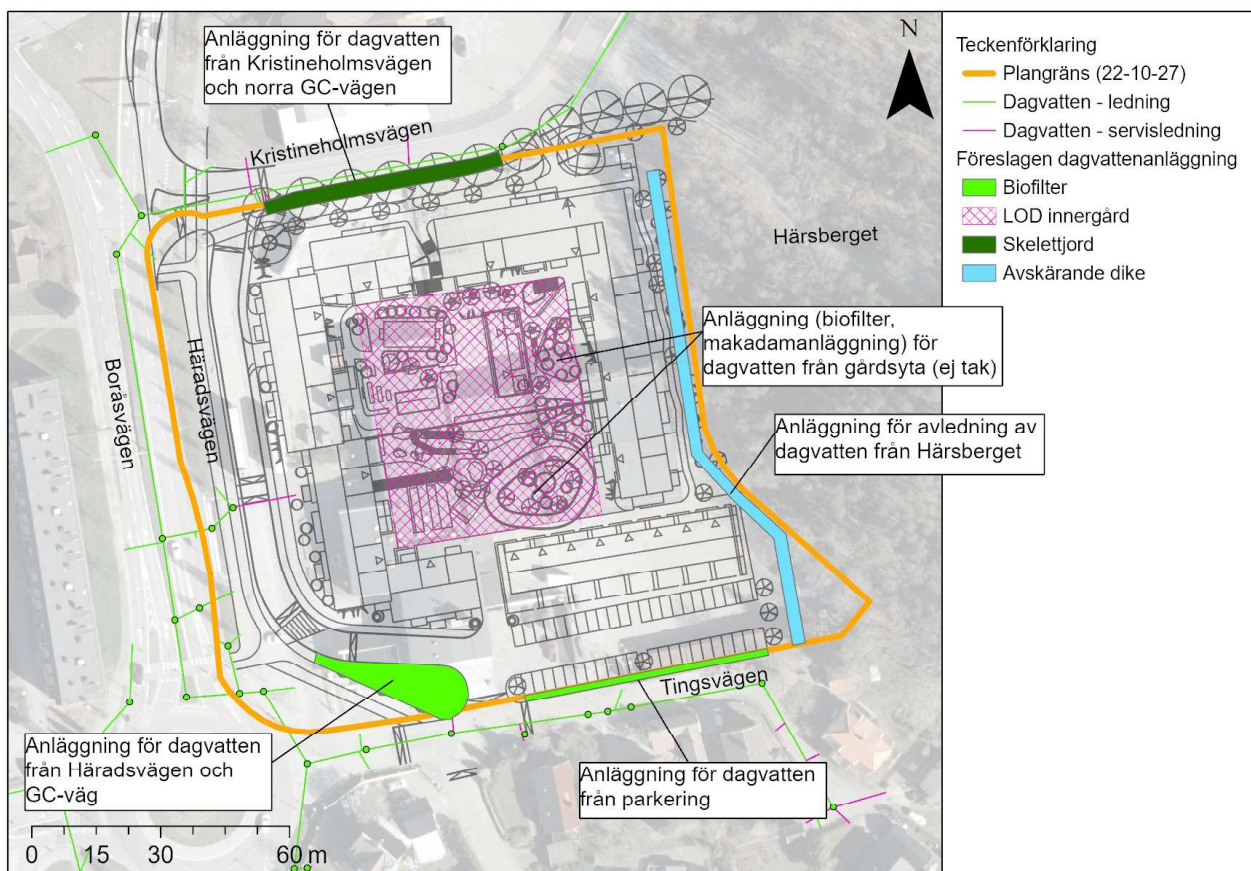 Anläggning för dagvatten
från Kristineholmsvägen
och norra GC-vägen
Kristineholmsvägen
N
Härsberget
Anläggning (biofilter,
makadamanläggning) för
dagvatten från gårdsyta (ej tak)
Boråsvägen
Häradsvägen
Anläggning för avledning av
dagvatten från Härsberget
Tingsvägen
Anläggning för dagvatten
från Häradsvägen och
GC-väg
Anläggning för dagvatten
från parkering
0 15 30 60 m
Teckenförklaring
Plangräns (22-10-27)
Dagvatten - ledning
Dagvatten - servisledning
Föreslagen dagvattenanläggning
Biofilter
LOD innergård
Skelettjord
Avskärande dike